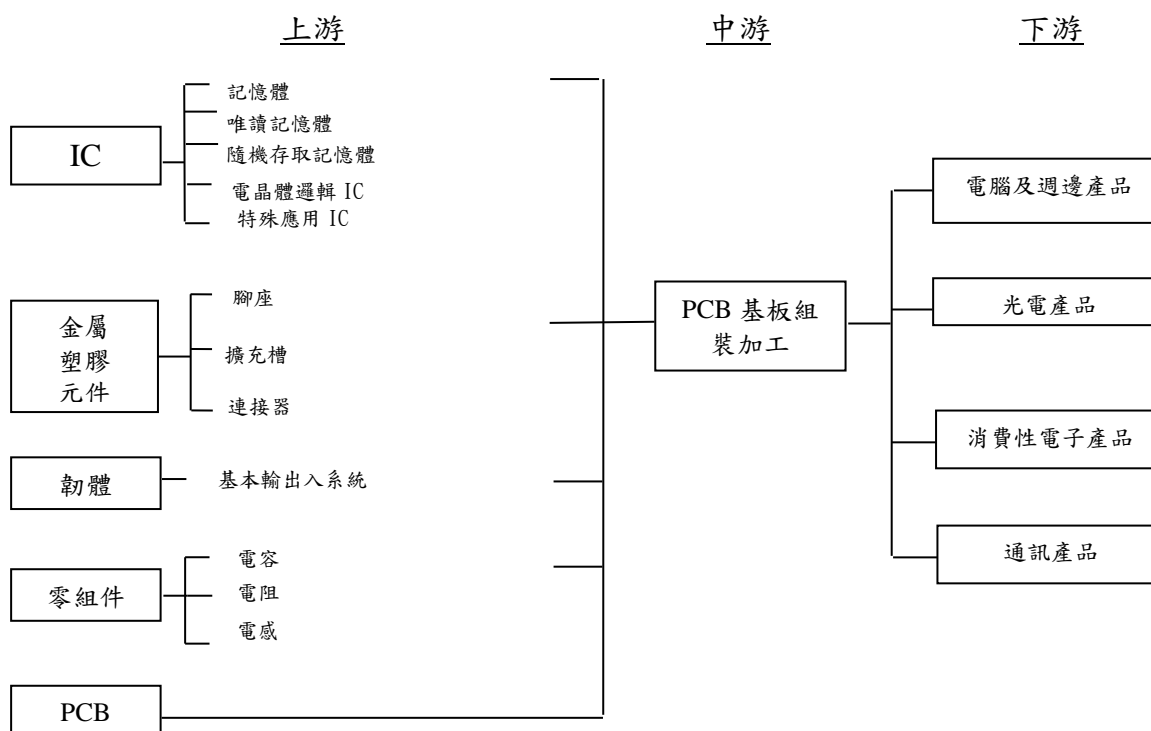 上游
中游
下游
IC
記憶體
唯讀記憶體
隨機存取記憶體
電晶體邏輯 IC
特殊應用 IC
金屬
塑膠
元件
腳座
擴充槽
連接器
韌體
基本輸出入系統
零組件
電容
電阻
電感
PCB
PCB 基板組
裝加工
電腦及週邊產品
光電產品
消費性電子產品
通訊產品